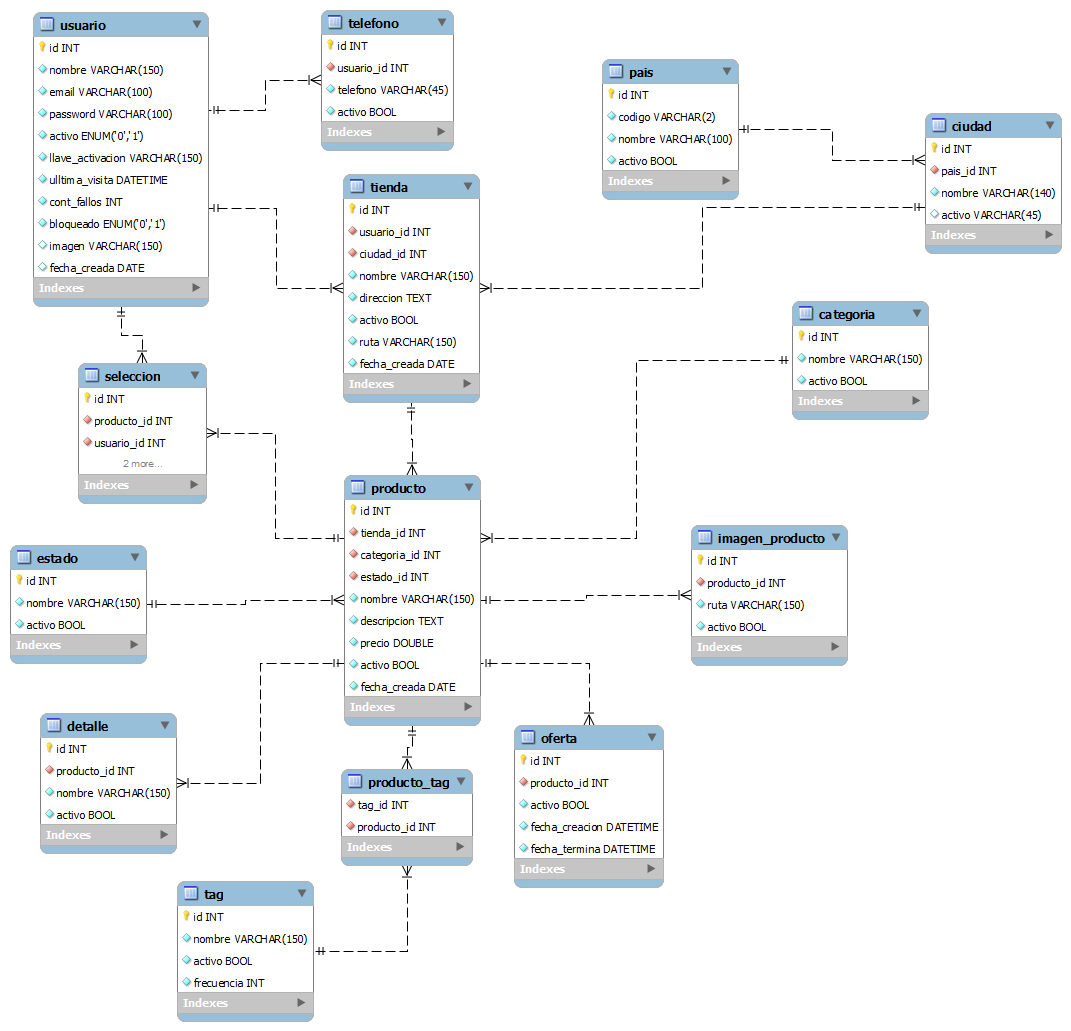 usuario
id INT
nombre VARCHAR(150)
email VARCHAR(100)
password VARCHAR(100)
activo ENUM('0','1')
llave_activacion VARCHAR(150)
ulltima_visita DATETIME
cont_fallos INT
bloqueado ENUM('0','1')
imagen VARCHAR(150)
fecha_creada DATE
Indexes
telefono
id INT
usuario_id INT
telefono VARCHAR(45)
activo BOOL
Indexes
pais
id INT
codigo VARCHAR(2)
nombre VARCHAR(100)
activo BOOL
Indexes
ciudad
id INT
pais_id INT
nombre VARCHAR(140)
activo VARCHAR(45)
Indexes
tienda
id INT
usuario_id INT
ciudad_id INT
nombre VARCHAR(150)
direccion TEXT
activo BOOL
ruta VARCHAR(150)
fecha_creada DATE
Indexes
categoria
id INT
nombre VARCHAR(150)
activo BOOL
Indexes
seleccion
id INT
producto_id INT
usuario_id INT
2 more...
Indexes
producto
id INT
tienda_id INT
categoria_id INT
estado_id INT
nombre VARCHAR(150)
descripcion TEXT
precio DOUBLE
activo BOOL
fecha_creada DATE
Indexes
imagen_producto
id INT
producto_id INT
ruta VARCHAR(150)
activo BOOL
Indexes
estado
id INT
nombre VARCHAR(150)
activo BOOL
Indexes
detalle
id INT
producto_id INT
nombre VARCHAR(150)
activo BOOL
Indexes
producto_tag
tag_id INT
producto_id INT
Indexes
oferta
id INT
producto_id INT
activo BOOL
fecha_creacion DATETIME
fecha_termina DATETIME
Indexes
tag
id INT
nombre VARCHAR(150)
activo BOOL
frecuencia INT
Indexes